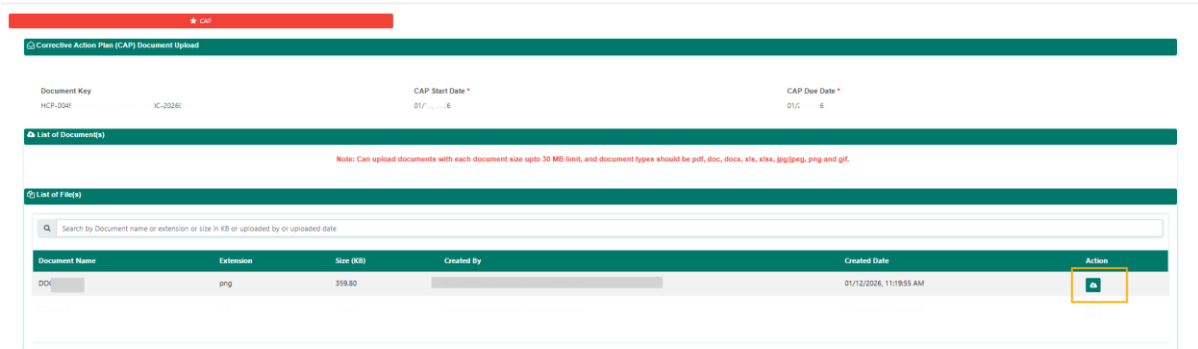 CAP
Corrective Action Plan (CAP) Document Upload
Document Key CAP Start Date * CAP Due Date *
List of Document(s)
Note: Can upload documents with each document size upto 30 MB limit, and document types should be pdf, doc, docx, xls, xlsx, jpg/jpeg, png and gif.
List of File(s)
Search by Document name or extension or size in KB or uploaded by or uploaded date
Document Name Extension Size (KB) Created By Created Date Action
png 359.80 01/12/2026, 11:19:55 AM